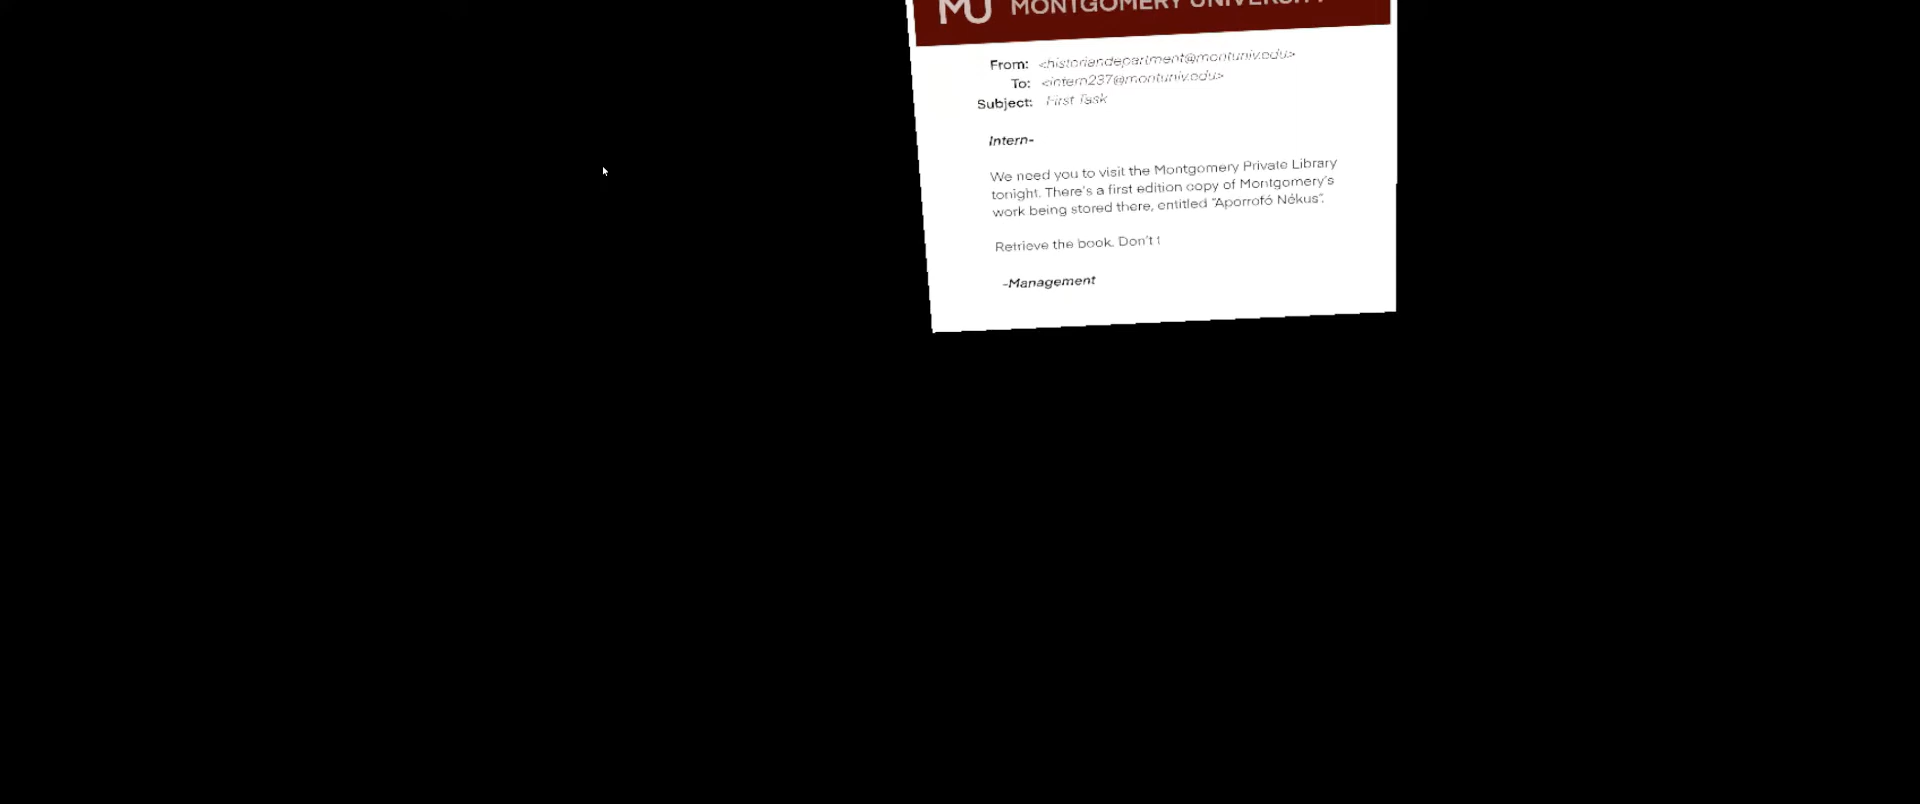 MU MONTGOMERY UNIVERSITY
From: <historiandepartment@montuniv.edu>
To: <intern237@montuniv.edu>
Subject: First Task
Intern-
We need you to visit the Montgomery Private Library
tonight. There's a first edition copy of Montgomery's
work being stored there, entitled "Aporrofó Nékus".
Retrieve the book. Don't t
-Management